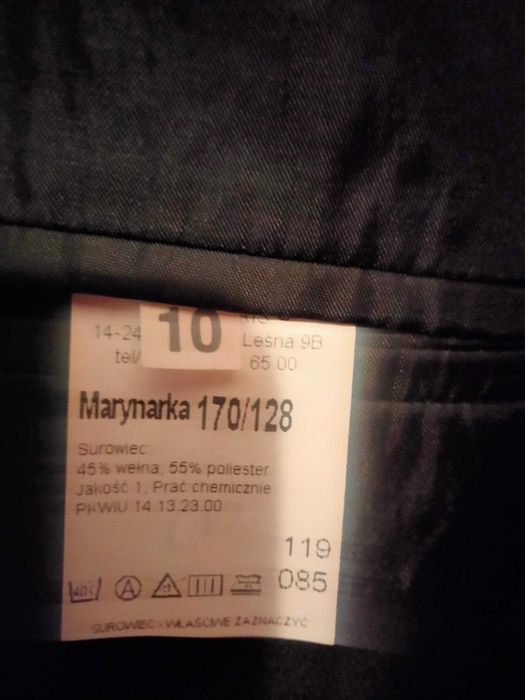 10
14-24 Leśna 9B
tel/ 65 00
Marynarka 170/128
Surowiec:
45% wełna, 55% poliester
Jakość 1, Prać chemicznie
PKWiU 14.13.23.00
119
A 085
SUROWIEC - WŁAŚCIWE ZAZNACZYĆ